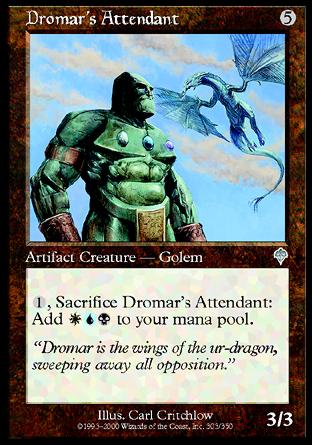 Dromar's Attendant 5
Artifact Creature — Golem
1, Sacrifice Dromar's Attendant:
Add to your mana pool.
"Dromar is the wings of the ur-dragon,
sweeping away all opposition."
3/3
Illus. Carl Critchlow
©1993–2000 Wizards of the Coast, Inc. 303/350